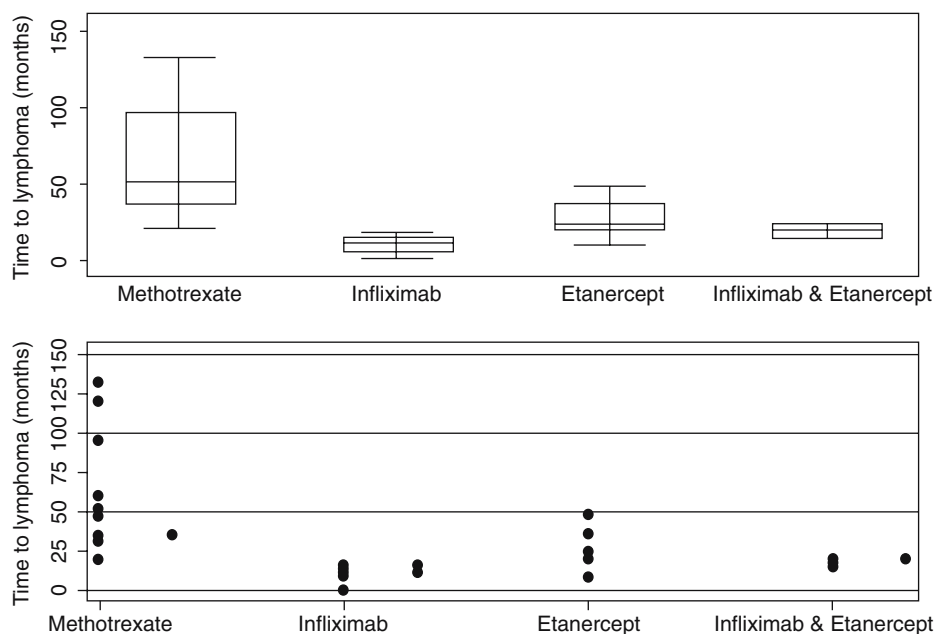 Time to lymphoma (months)
150
100
50
0
Methotrexate Infliximab Etanercept Infliximab & Etanercept
Time to lymphoma (months)
150
125
100
75
50
25
0
Methotrexate Infliximab Etanercept Infliximab & Etanercept